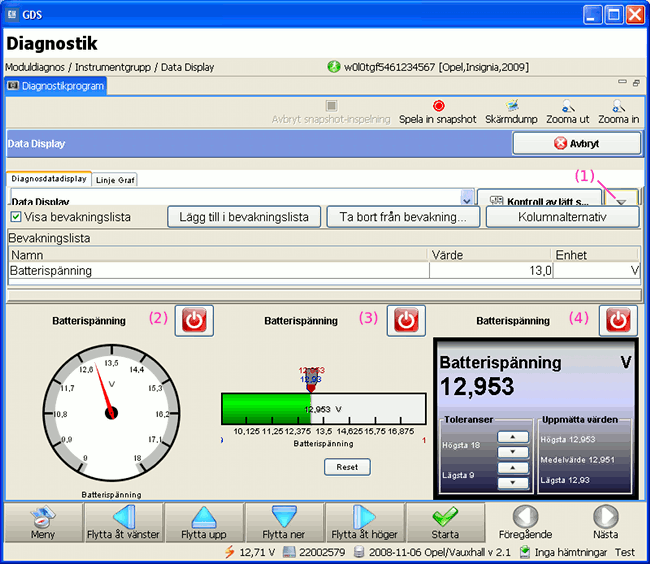 GDS
Diagnostik
Moduldiagnos / Instrumentgrupp / Data Display
w0l0tgf5461234567 [Opel,Insignia,2009]
Diagnostikprogram
Avbryt snapshot-inspelning Spela in snapshot Skärmdump Zooma ut Zooma in
Data Display Avbryt
Diagnosdatadisplay Linje Graf (1)
Data Display Kontroll av lätt s...
Visa bevakningslista Lägg till i bevakningslista Ta bort från bevakning... Kolumnalternativ
Bevakningslista
Namn Värde Enhet
Batterispänning 13,0 V
Batterispänning (2) Batterispänning (3) Batterispänning (4)
9 9 10,2 10,8 11,7 12,6 13,5 14,4 15,3 16,2 17,1 18
V
Batterispänning
12,953
12,93
12,953 V
9 10,125 11,25 12,375 13,5 14,625 15,75 16,875 1
Batterispänning
Reset
Batterispänning V
12,953
Toleranser
Högsta 18
Lägsta 9
Uppmätta värden
Högsta 12,953
Medelvärde 12,951
Lägsta 12,93
Meny Flytta åt vänster Flytta upp Flytta ner Flytta åt höger Starta Föregående Nästa
12,71 V 22002579 2008-11-06 Opel/Vauxhall v 2.1 Inga hämtningar Test